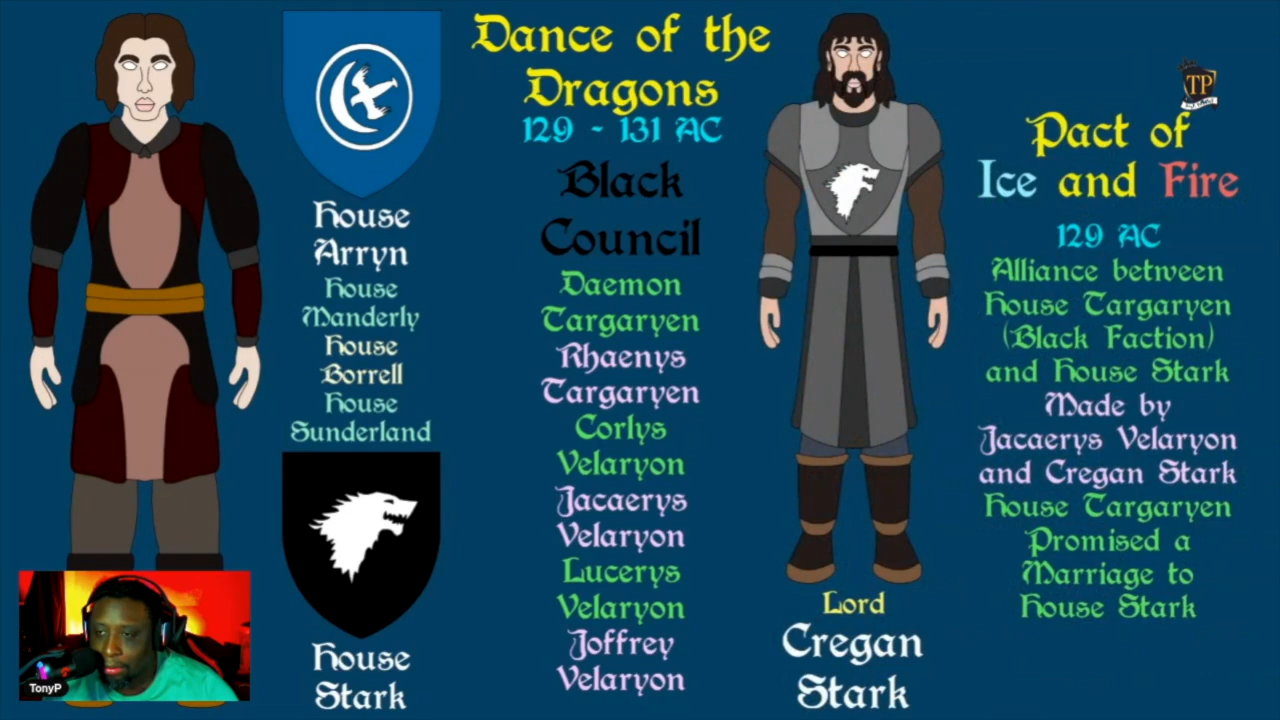 House
Arryn
House
Manderly
House
Borrell
House
Sunderland
House
Stark
Dance of the
Dragons
129 - 131 AC
Black
Council
Daemon
Targaryen
Rhaenys
Targaryen
Corlys
Velaryon
Jacaerys
Velaryon
Lucerys
Velaryon
Joffrey
Velaryon
Lord
Cregan
Stark
TP
Pact of
Ice and Fire
129 AC
Alliance between
House Targaryen
(Black Faction)
and House Stark
Made by
Jacaerys Velaryon
and Cregan Stark
House Targaryen
Promised a
Marriage to
House Stark
TonyP